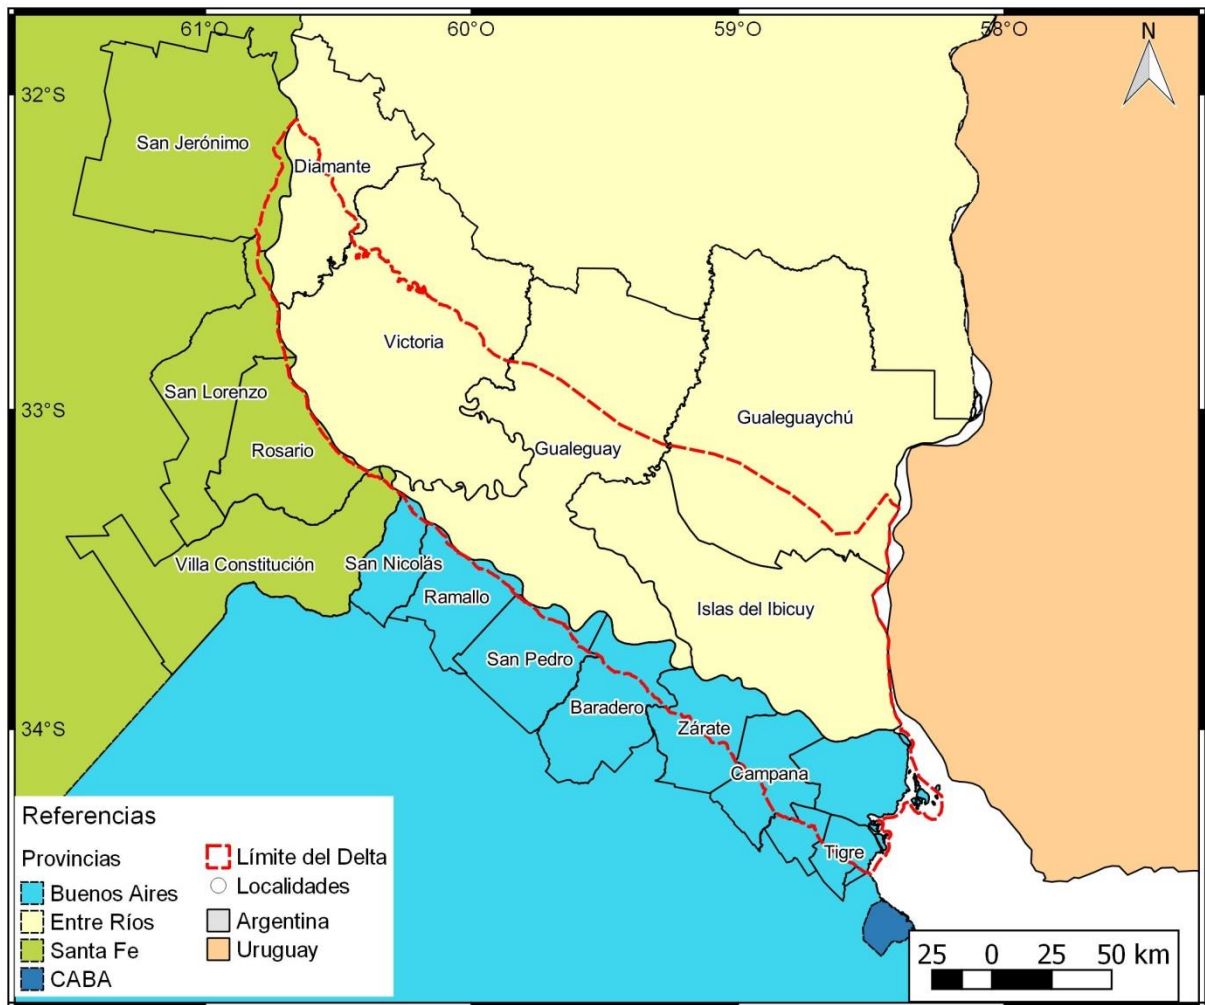 61°O
60°O
59°O
58°O
N
32°S
San Jerónimo
Diamante
Victoria
San Lorenzo
33°S
Gualeguaychú
Rosario
Gualeguay
Villa Constitución
San Nicolás
Ramallo
Islas del Ibicuy
San Pedro
Baradero
34°S
Zárate
Campana
Tigre
Referencias
Provincias
Buenos Aires
Entre Ríos
Santa Fe
CABA
Límite del Delta
Localidades
Argentina
Uruguay
25 0 25 50 km